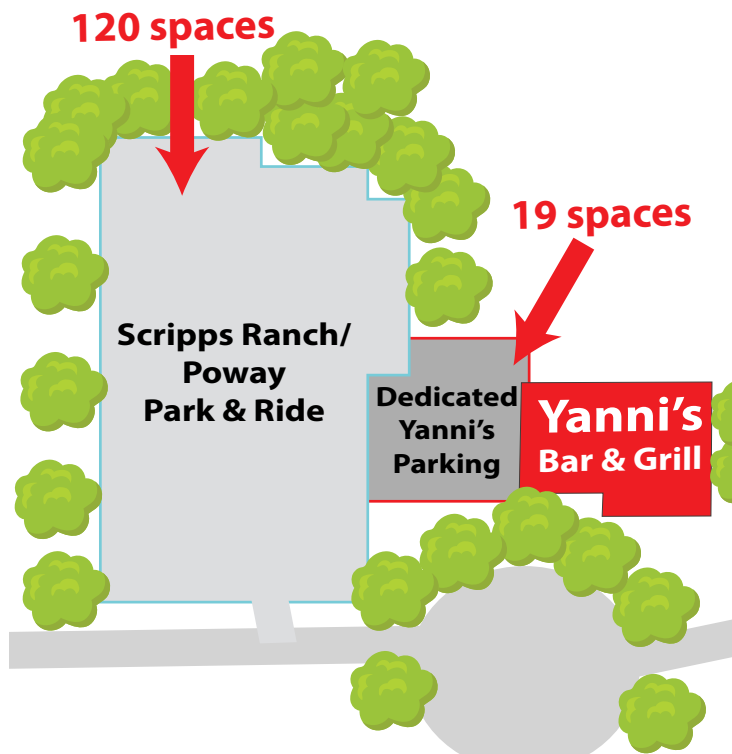 120 spaces
19 spaces
Scripps Ranch/
Poway
Park & Ride
Dedicated
Yanni’s
Parking
Yanni’s
Bar & Grill